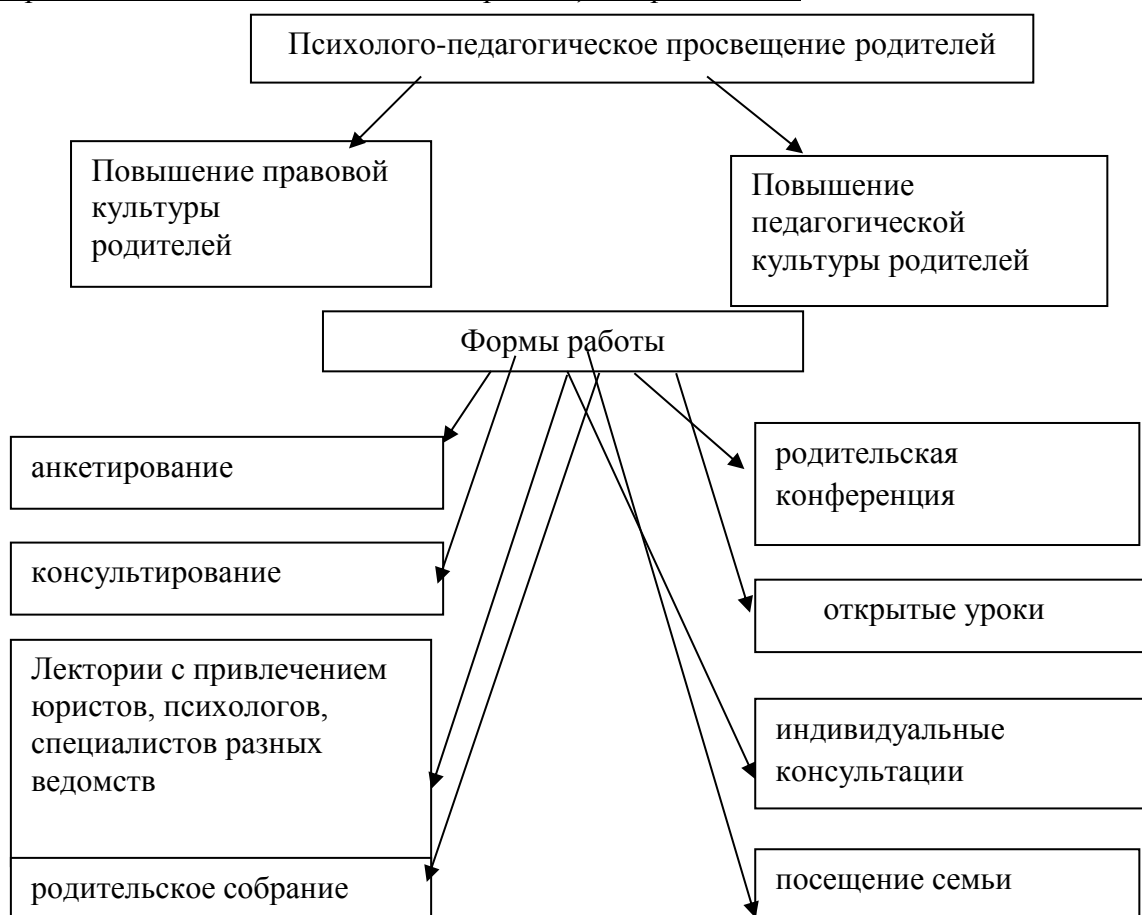 Психолого-педагогическое просвещение родителей
Повышение правовой
культуры
родителей
Повышение
педагогической
культуры родителей
Формы работы
анкетирование
родительская
конференция
консультирование
открытые уроки
Лектории с привлечением
юристов, психологов,
специалистов разных
ведомств
индивидуальные
консультации
родительское собрание
посещение семьи